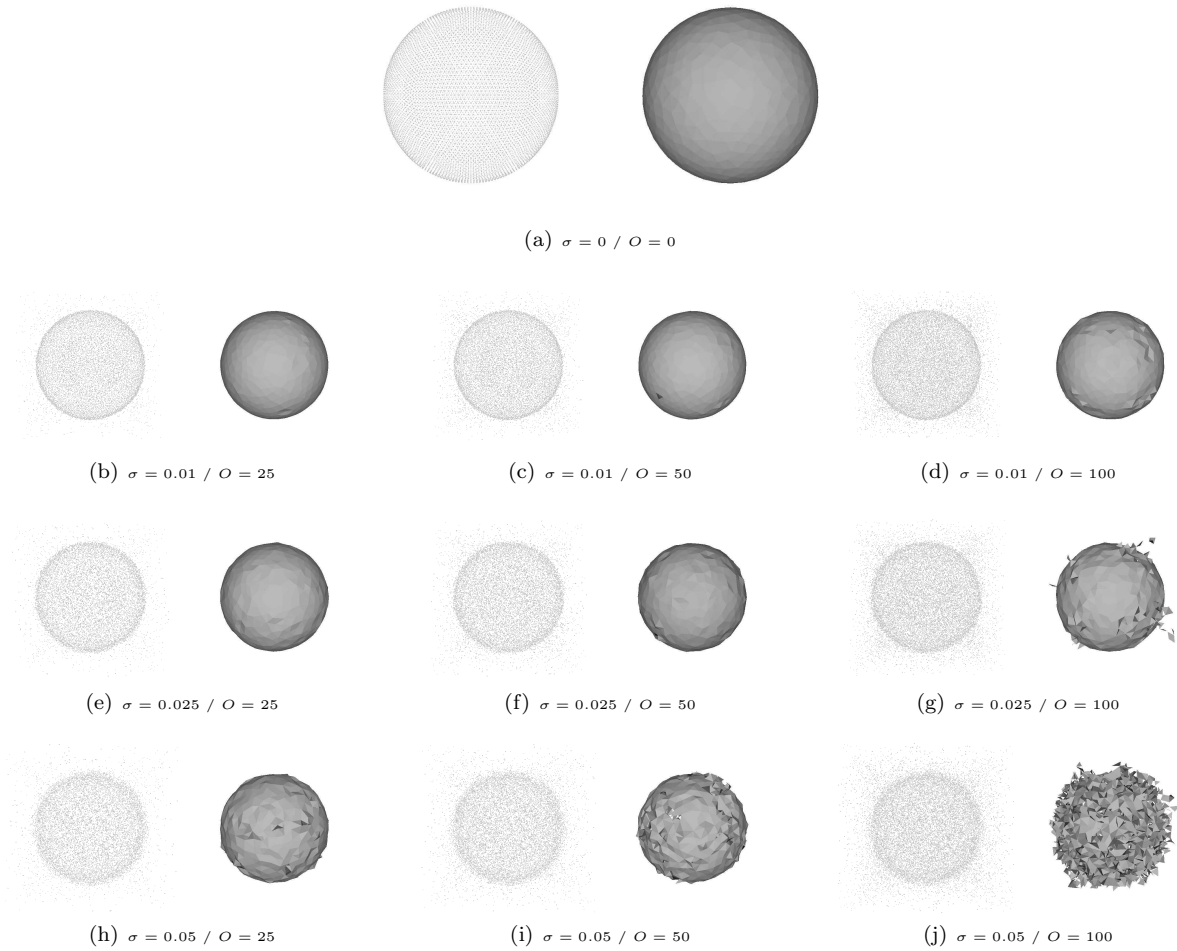 (a) σ = 0 / O = 0
(b) σ = 0.01 / O = 25
(c) σ = 0.01 / O = 50
(d) σ = 0.01 / O = 100
(e) σ = 0.025 / O = 25
(f) σ = 0.025 / O = 50
(g) σ = 0.025 / O = 100
(h) σ = 0.05 / O = 25
(i) σ = 0.05 / O = 50
(j) σ = 0.05 / O = 100